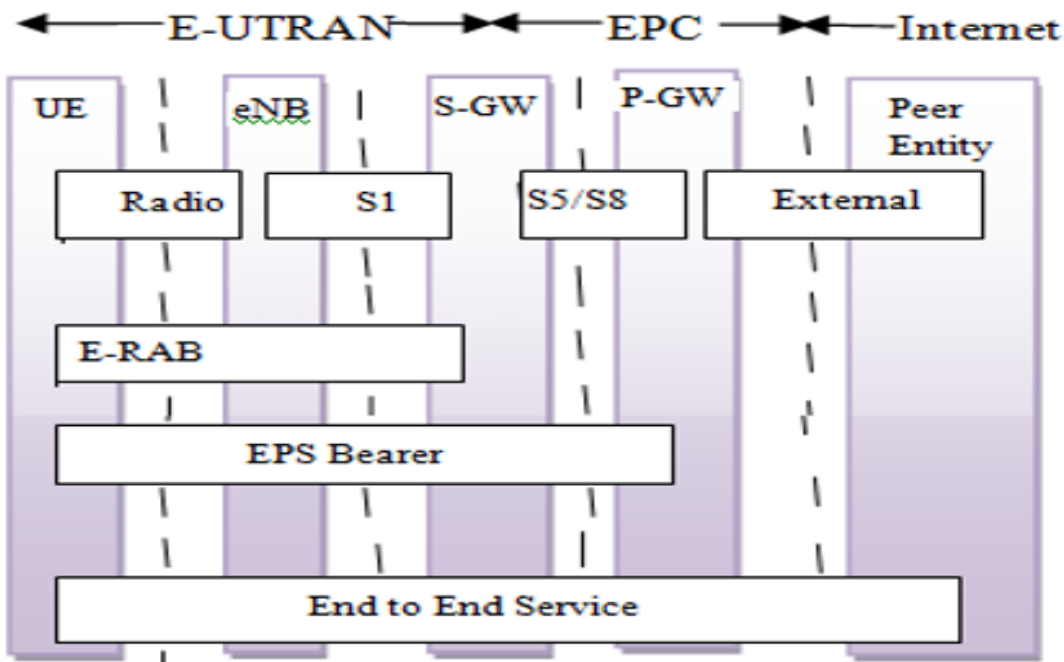 E-UTRAN EPC Internet
UE eNB S-GW P-GW Peer
Entity
Radio S1 S5/S8 External
E-RAB
EPS Bearer
End to End Service